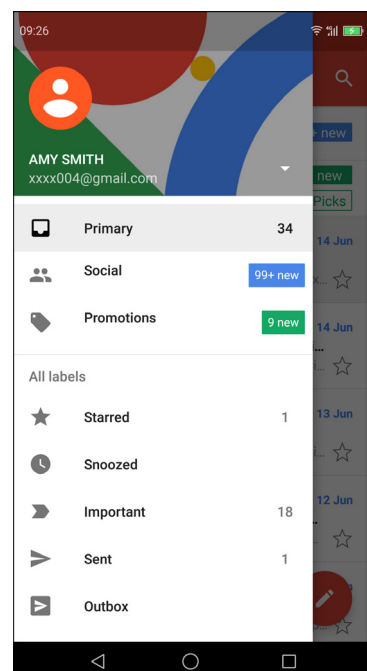 09:26
AMY SMITH
xxxx004@gmail.com
Primary 34
Social 99+ new
Promotions 9 new
All labels
Starred 1
Snoozed
Important 18
Sent 1
Outbox
+ new
new
Picks
14 Jun
14 Jun
13 Jun
12 Jun